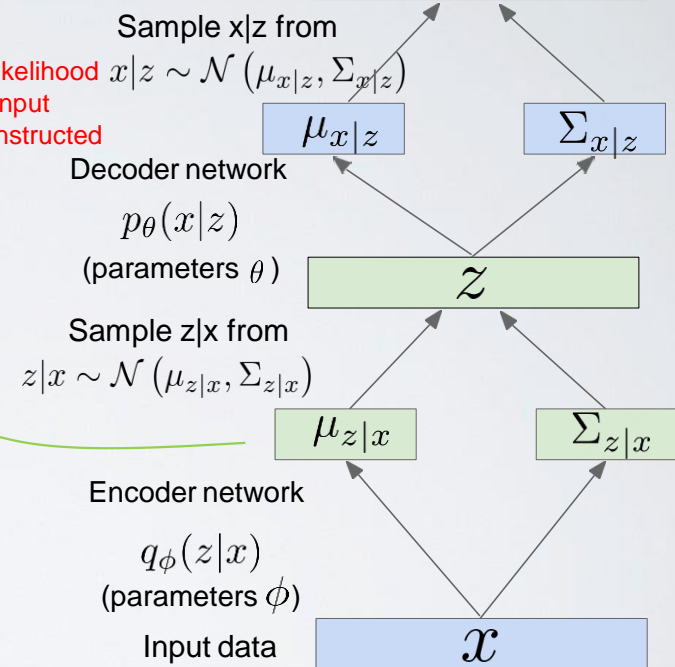 Sample x|z from
kelihood x|z ∼ 𝒩 (μ_{x|z}, Σ_{x|z})
nput
nstructed
μ_{x|z} Σ_{x|z}
Decoder network
p_θ(x|z)
(parameters θ)
z
Sample z|x from
z|x ∼ 𝒩 (μ_{z|x}, Σ_{z|x})
μ_{z|x} Σ_{z|x}
Encoder network
q_ϕ(z|x)
(parameters ϕ)
Input data x